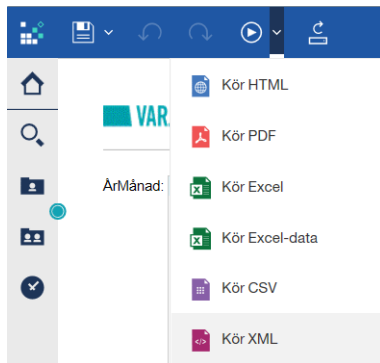 Kör HTML
VAR
Kör PDF
ÅrMånad:
Kör Excel
Kör Excel-data
Kör CSV
Kör XML